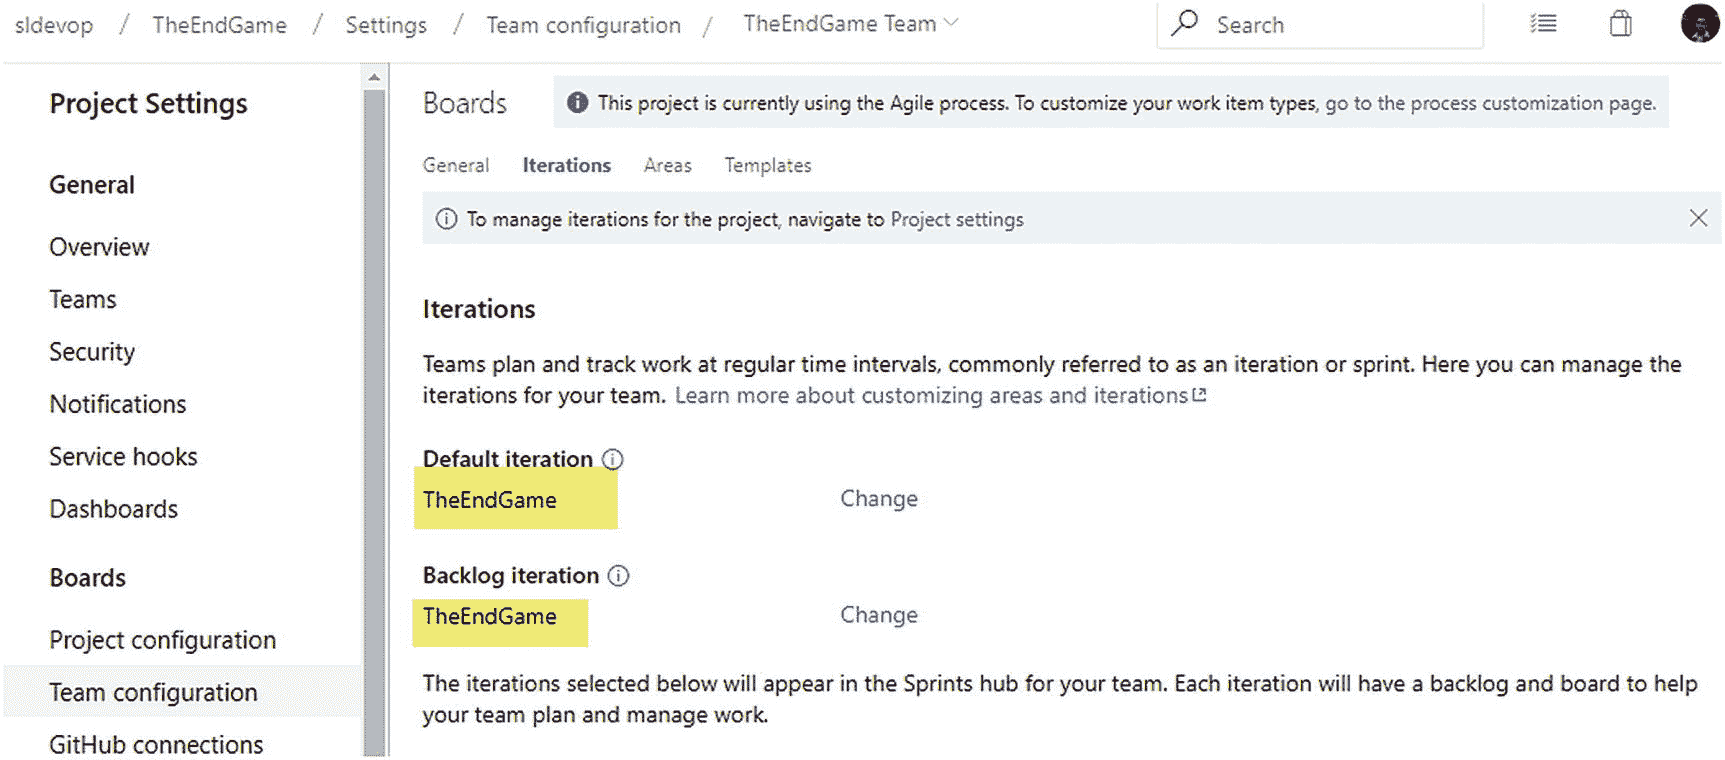 sldevop / TheEndGame / Settings / Team configuration / TheEndGame Team
Search
Project Settings
General
Overview
Teams
Security
Notifications
Service hooks
Dashboards
Boards
Project configuration
Team configuration
GitHub connections
Boards
This project is currently using the Agile process. To customize your work item types, go to the process customization page.
General Iterations Areas Templates
To manage iterations for the project, navigate to Project settings
Iterations
Teams plan and track work at regular time intervals, commonly referred to as an iteration or sprint. Here you can manage the
iterations for your team. Learn more about customizing areas and iterations
Default iteration
TheEndGame Change
Backlog iteration
TheEndGame Change
The iterations selected below will appear in the Sprints hub for your team. Each iteration will have a backlog and board to help
your team plan and manage work.